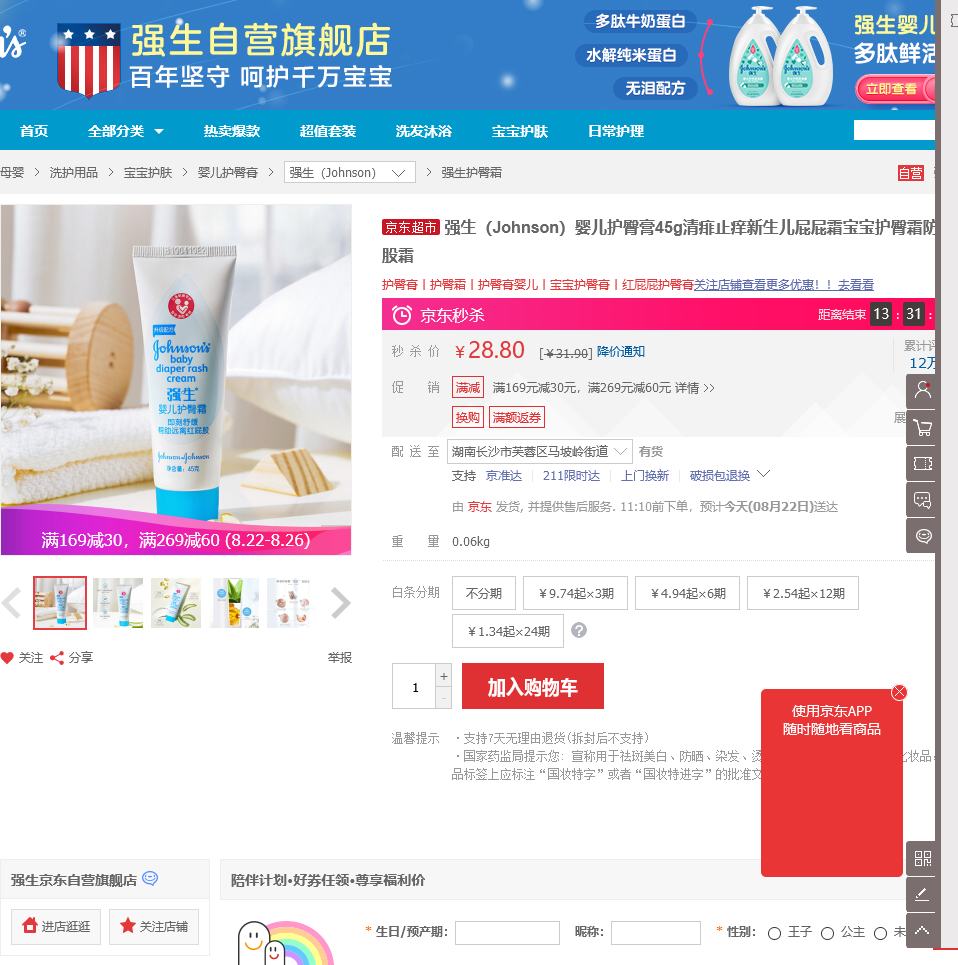 强生自营旗舰店
百年坚守 呵护千万宝宝
多肽牛奶蛋白
水解纯米蛋白
无泪配方
强生婴儿
多肽鲜活
立即查看
首页 全部分类 热卖爆款 超值套装 洗发沐浴 宝宝护肤 日常护理
母婴 洗护用品 宝宝护肤 婴儿护臀膏 强生（Johnson） 强生护臀霜
自营
京东超市 强生（Johnson）婴儿护臀膏45g清痱止痒新生儿屁屁霜宝宝护臀霜防
股霜
护臀膏丨护臀霜丨护臀膏婴儿丨宝宝护臀膏丨红屁屁护臀膏关注店铺查看更多优惠！！去看看
京东秒杀
距离结束 13 : 31 :
秒杀价 ￥28.80 [￥31.90] 降价通知
累计评
12万
促销 满减 满169元减30元，满269元减60元 详情 >>
换购 满额返券
展
配送至 湖南长沙市芙蓉区马坡岭街道 有货
支持 京准达 211限时达 上门换新 破损包退换
由 京东 发货, 并提供售后服务. 11:10前下单，预计今天(08月22日)送达
重量 0.06kg
白条分期 不分期 ￥9.74起×3期 ￥4.94起×6期 ￥2.54起×12期
￥1.34起×24期 ?
1 + - 加入购物车
温馨提示 ·支持7天无理由退货(拆封后不支持)
·国家药监局提示您：宣称用于祛斑美白、防晒、染发、烫
化妆品
品标签上应标注“国妆特字”或者“国妆特进字”的批准文
使用京东APP
随时随地看商品
Johnson's
baby
diaper rash
cream
强生
婴儿护臀霜
即刻舒缓
帮助远离红屁股
Johnson & Johnson
净含量：45克
满169减30，满269减60 (8.22-8.26)
关注 分享 举报
强生京东自营旗舰店
进店逛逛 关注店铺
陪伴计划•好券任领•尊享福利价
* 生日/预产期： 昵称： * 性别： 王子 公主 未